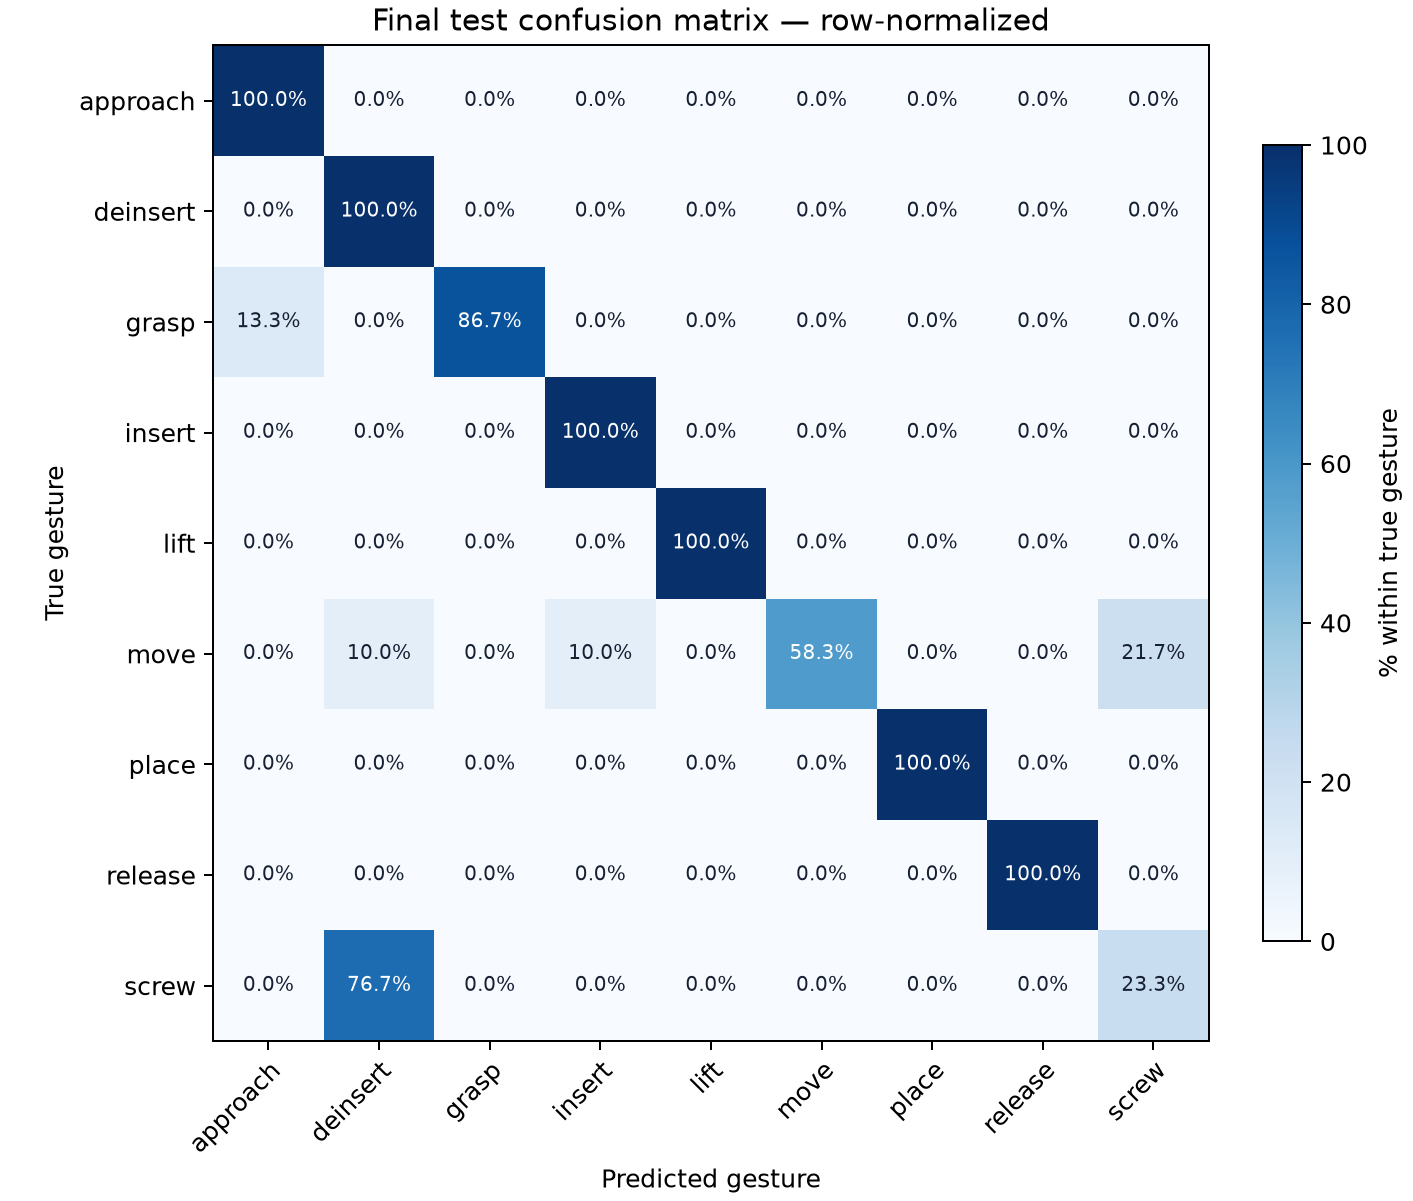 Final test confusion matrix — row-normalized
approach 100.0% 0.0% 0.0% 0.0% 0.0% 0.0% 0.0% 0.0% 0.0%
deinsert 0.0% 100.0% 0.0% 0.0% 0.0% 0.0% 0.0% 0.0% 0.0%
grasp 13.3% 0.0% 86.7% 0.0% 0.0% 0.0% 0.0% 0.0% 0.0%
insert 0.0% 0.0% 0.0% 100.0% 0.0% 0.0% 0.0% 0.0% 0.0%
lift 0.0% 0.0% 0.0% 0.0% 100.0% 0.0% 0.0% 0.0% 0.0%
move 0.0% 10.0% 0.0% 10.0% 0.0% 58.3% 0.0% 0.0% 21.7%
place 0.0% 0.0% 0.0% 0.0% 0.0% 0.0% 100.0% 0.0% 0.0%
release 0.0% 0.0% 0.0% 0.0% 0.0% 0.0% 0.0% 100.0% 0.0%
screw 0.0% 76.7% 0.0% 0.0% 0.0% 0.0% 0.0% 0.0% 23.3%
approach deinsert grasp insert lift move place release screw
Predicted gesture
True gesture
100
80
60
40
20
0
% within true gesture